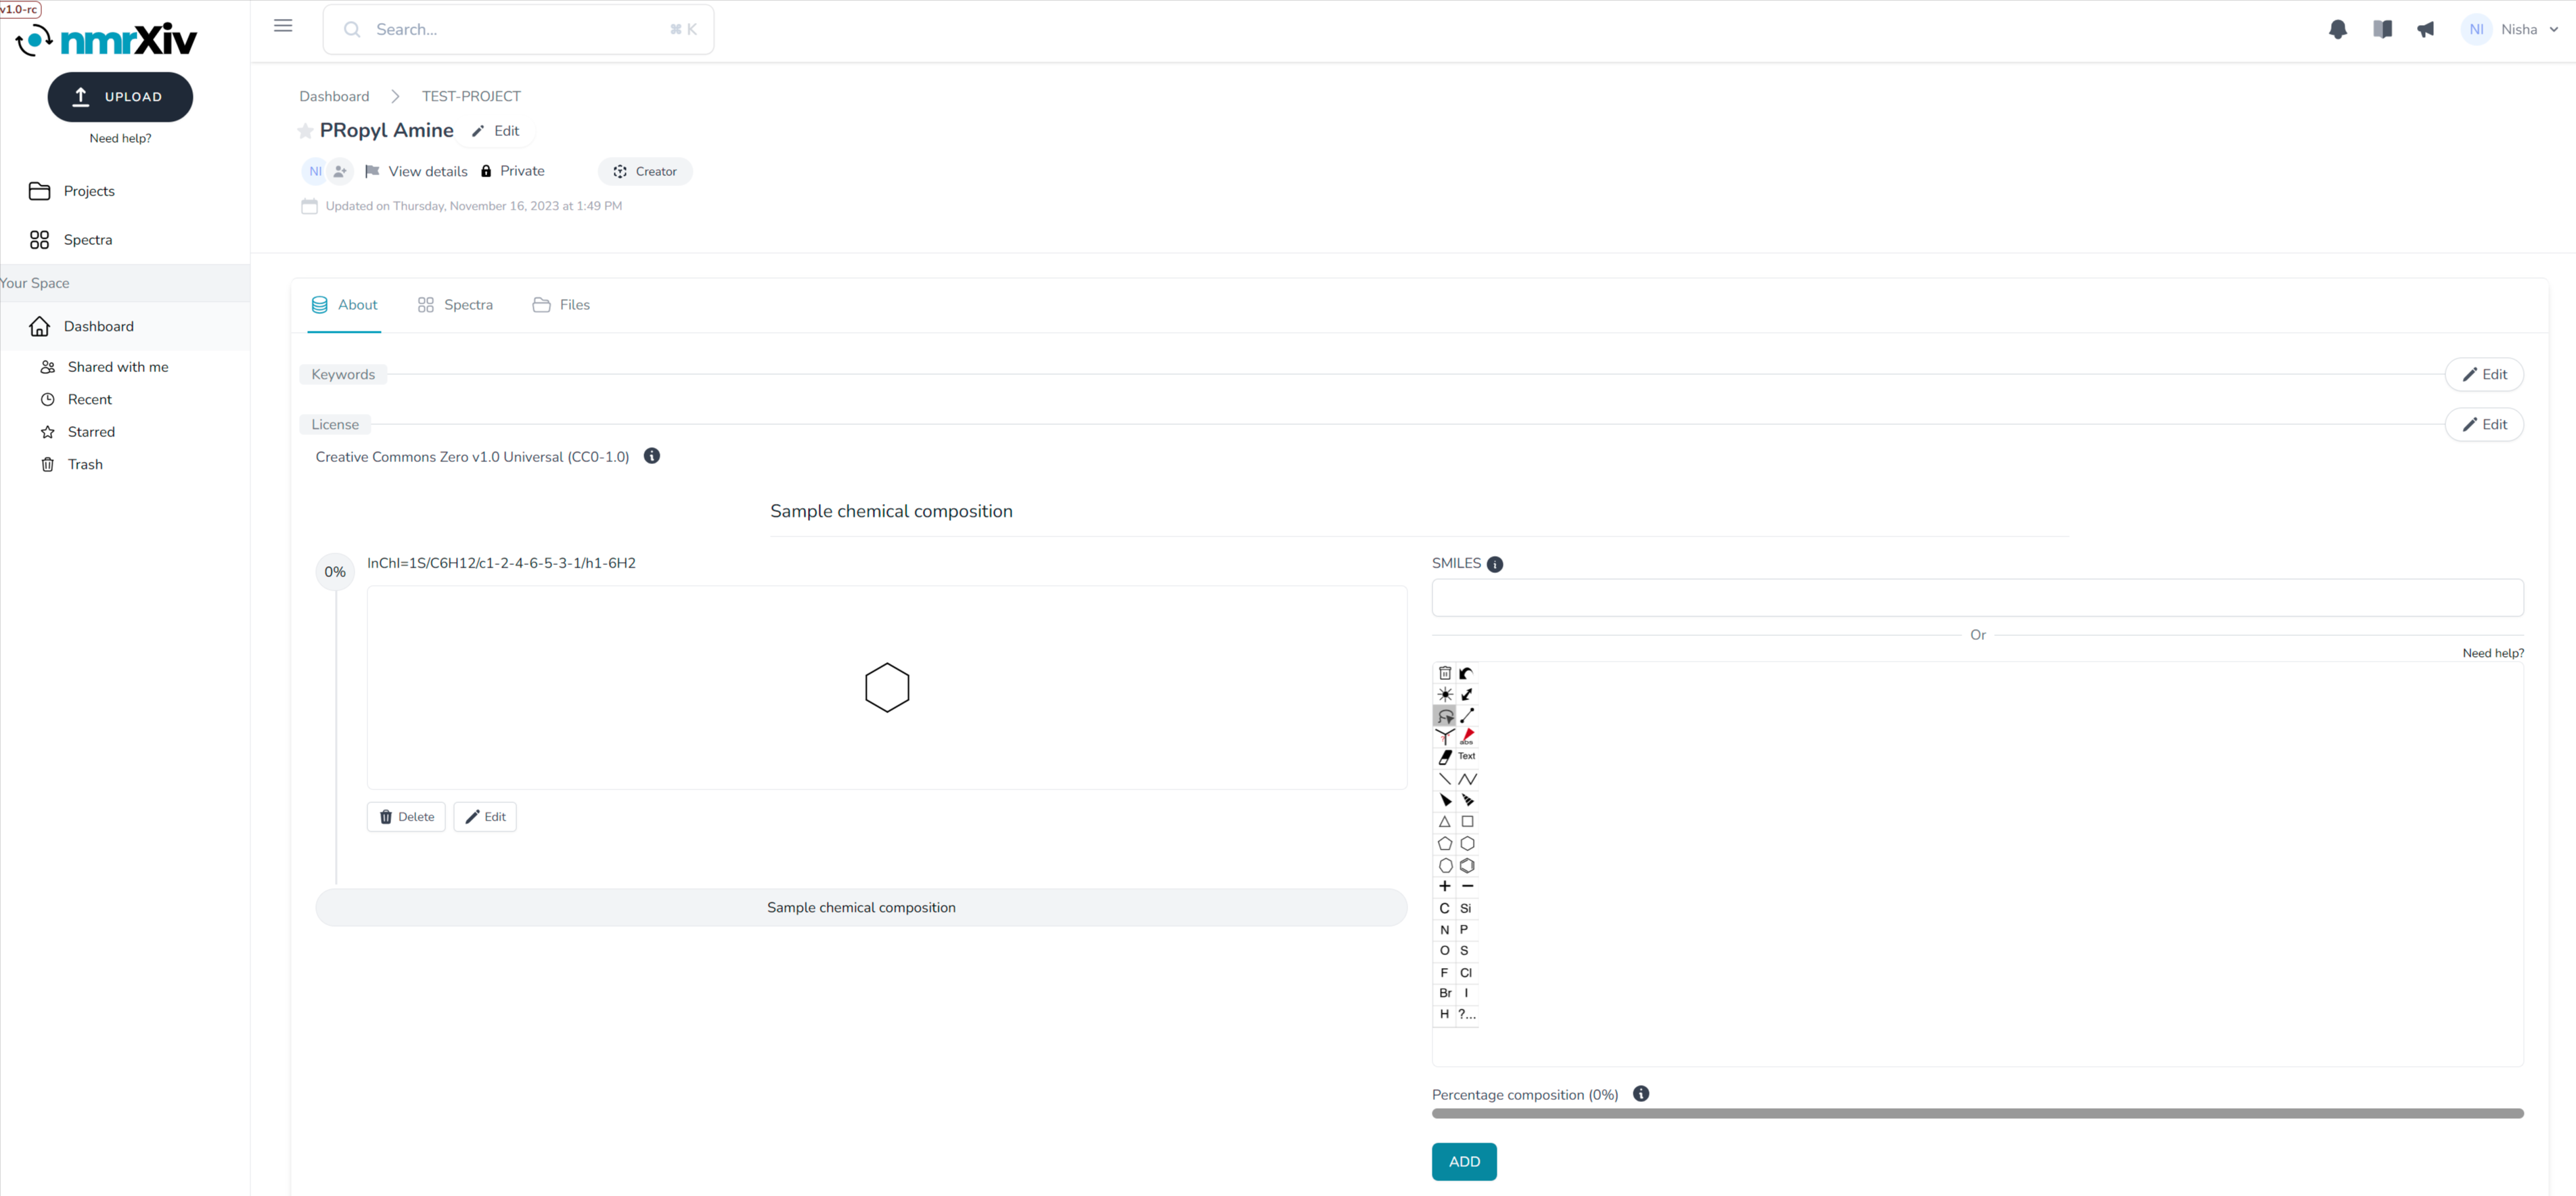 v1.0-rc
nmrXiv
Search...
⌘ K
NI
Nisha
UPLOAD
Need help?
Projects
Spectra
Your Space
Dashboard
Shared with me
Recent
Starred
Trash
Dashboard
TEST-PROJECT
PRopyl Amine
Edit
NI
View details
Private
Creator
Updated on Thursday, November 16, 2023 at 1:49 PM
About
Spectra
Files
Keywords
Edit
License
Edit
Creative Commons Zero v1.0 Universal (CC0-1.0)
Sample chemical composition
0%
InChI=1S/C6H12/c1-2-4-6-5-3-1/h1-6H2
Delete
Edit
Sample chemical composition
SMILES
Or
Need help?
abs
Text
C Si
N P
O S
F Cl
Br I
H ?...
Percentage composition (0%)
ADD